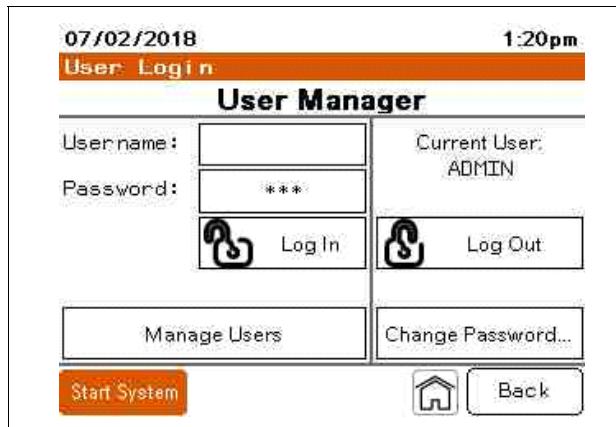 07/02/2018 1:20pm
User Login
User Manager
Username:
Current User:
ADMIN
Password: ***
Log In
Log Out
Manage Users
Change Password...
Start System
Back